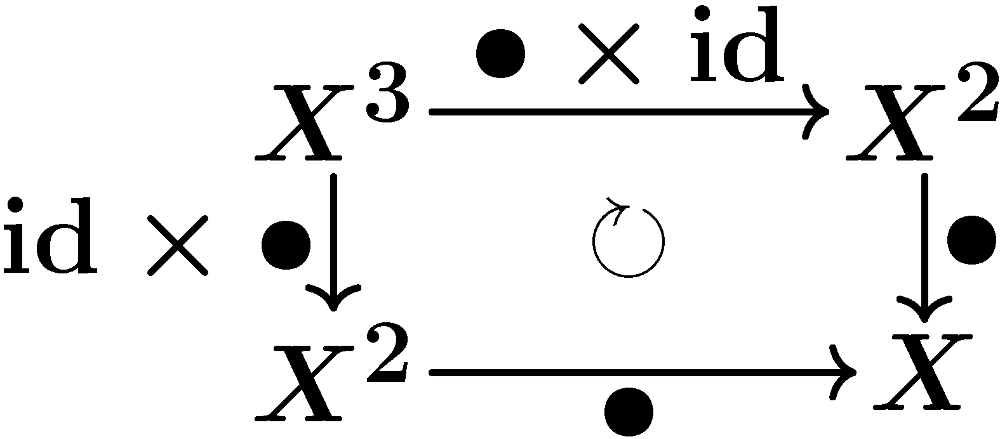 ● × id
X³ X²
id × ● ●
X² X
●